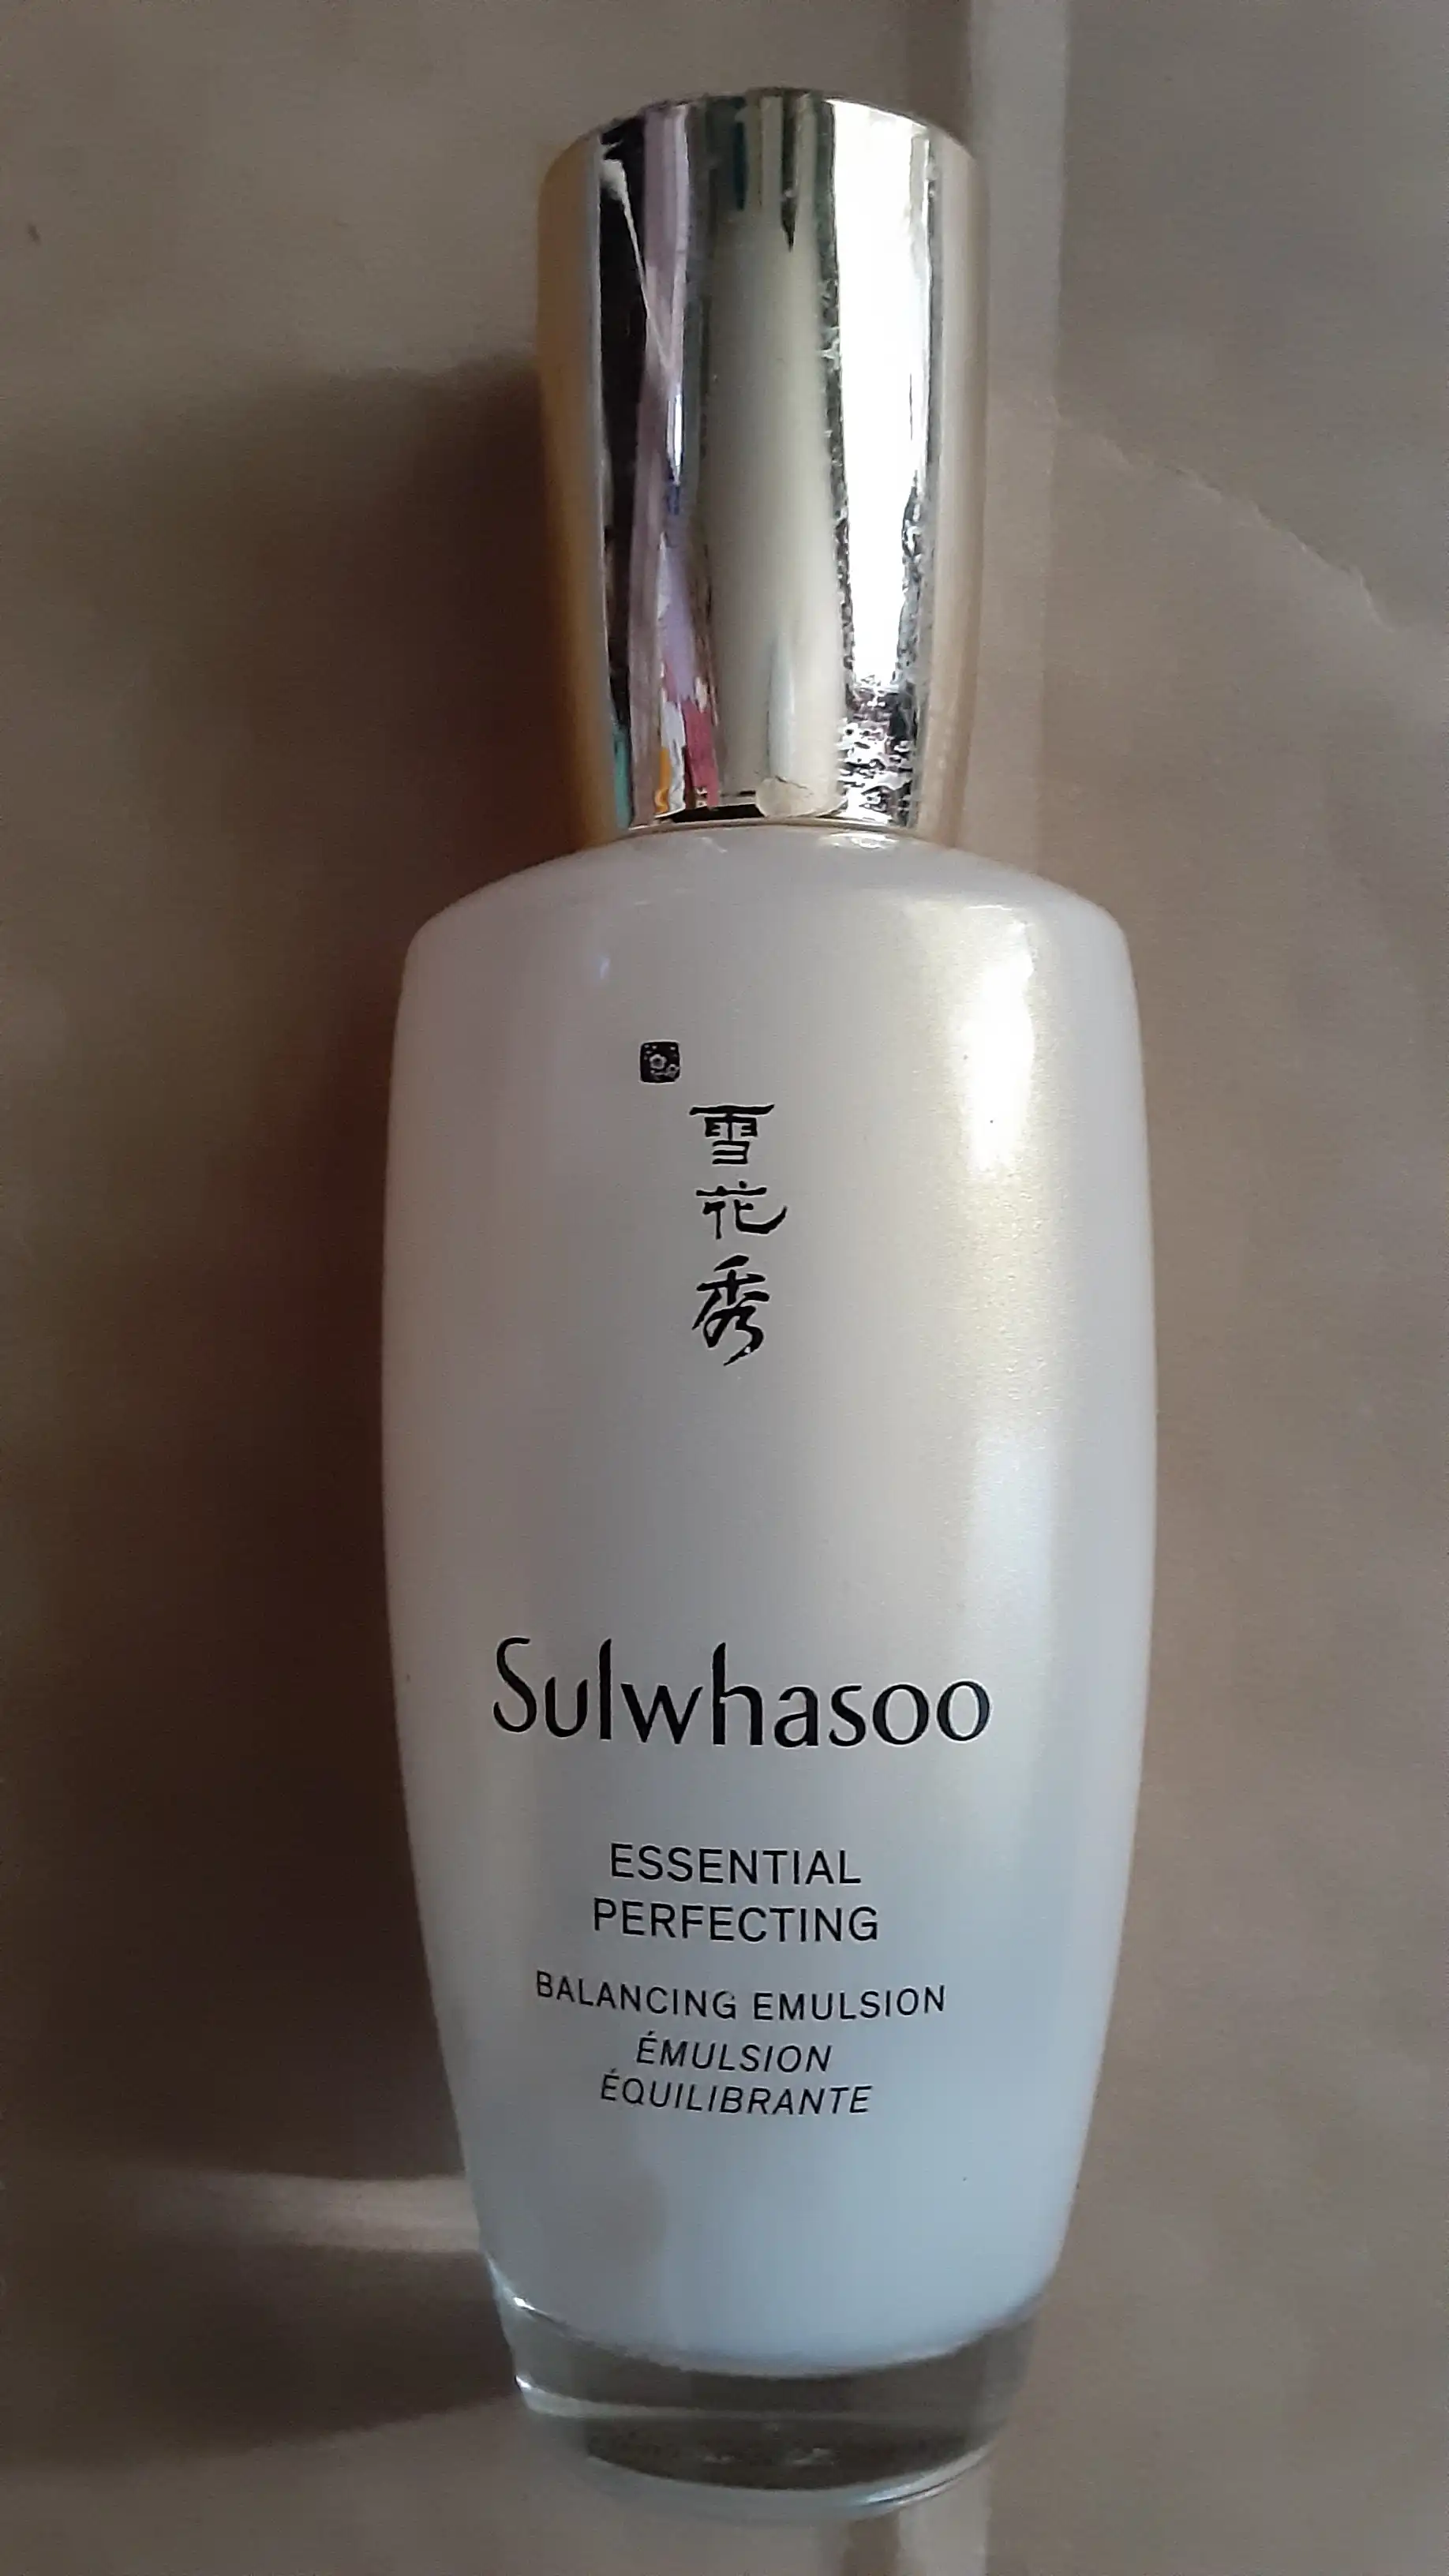 雪
花
秀
Sulwhasoo
ESSENTIAL
PERFECTING
BALANCING EMULSION
ÉMULSION
ÉQUILIBRANTE